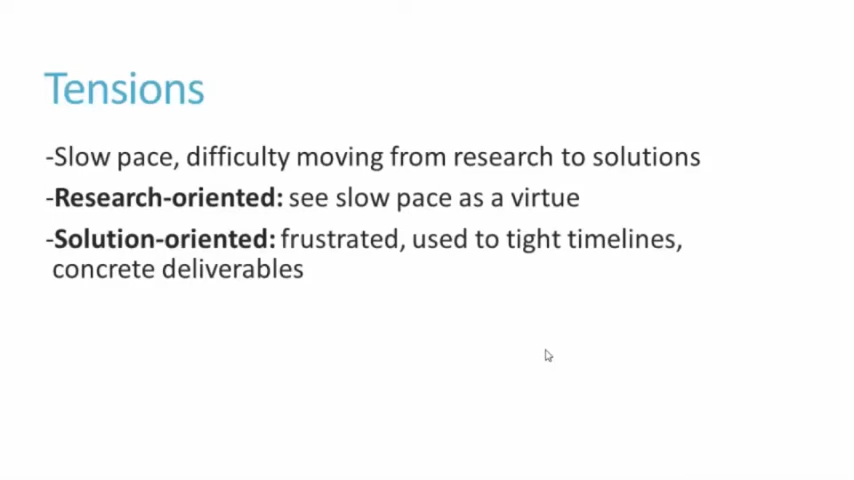 Tensions
-Slow pace, difficulty moving from research to solutions
-Research-oriented: see slow pace as a virtue
-Solution-oriented: frustrated, used to tight timelines,
concrete deliverables